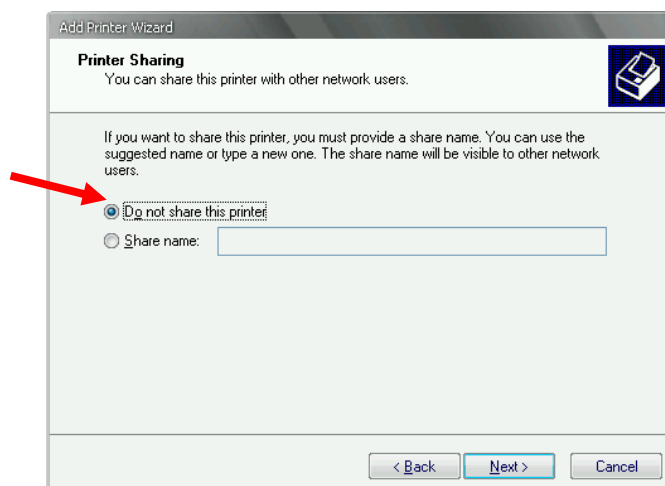 Add Printer Wizard
Printer Sharing
You can share this printer with other network users.
If you want to share this printer, you must provide a share name. You can use the
suggested name or type a new one. The share name will be visible to other network
users.
Do not share this printer
Share name:
< Back Next > Cancel